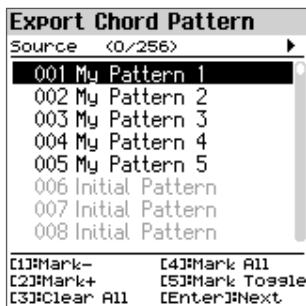 Export Chord Pattern
Source (0/256)
001 My Pattern 1
002 My Pattern 2
003 My Pattern 3
004 My Pattern 4
005 My Pattern 5
006 Initial Pattern
007 Initial Pattern
008 Initial Pattern
[1]:Mark- [4]:Mark All
[2]:Mark+ [5]:Mark Toggle
[3]:Clear All [Enter]:Next